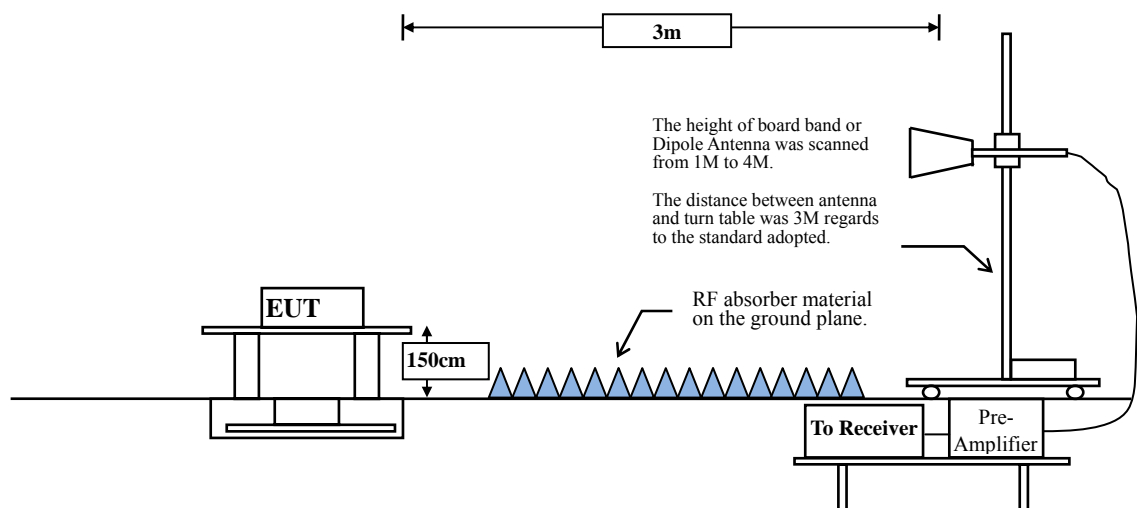 3m
The height of board band or
Dipole Antenna was scanned
from 1M to 4M.
The distance between antenna
and turn table was 3M regards
to the standard adopted.
EUT
RF absorber material
on the ground plane.
150cm
To Receiver
Pre-
Amplifier